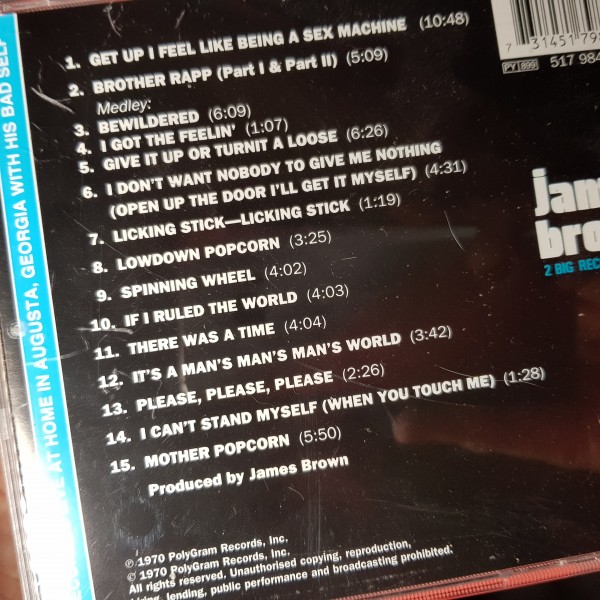 1. GET UP I FEEL LIKE BEING A SEX MACHINE (10:48)
2. BROTHER RAPP (Part I & Part II) (5:09)
Medley:
3. BEWILDERED (6:09)
4. I GOT THE FEELIN' (1:07)
5. GIVE IT UP OR TURNIT A LOOSE (6:26)
6. I DON'T WANT NOBODY TO GIVE ME NOTHING
(OPEN UP THE DOOR I'LL GET IT MYSELF) (4:31)
7. LICKING STICK—LICKING STICK (1:19)
8. LOWDOWN POPCORN (3:25)
9. SPINNING WHEEL (4:02)
10. IF I RULED THE WORLD (4:03)
11. THERE WAS A TIME (4:04)
12. IT'S A MAN'S MAN'S MAN'S WORLD (3:42)
13. PLEASE, PLEASE, PLEASE (2:26)
14. I CAN'T STAND MYSELF (WHEN YOU TOUCH ME) (1:28)
15. MOTHER POPCORN (5:50)
Produced by James Brown
℗ 1970 PolyGram Records, Inc.
℗ 1970 PolyGram Records, Inc.
All rights reserved. Unauthorised copying, reproduction,
lending, public performance and broadcasting prohibited.
AT HOME IN AUGUSTA, GEORGIA WITH HIS BAD SELF
7 31451 79
PY 899 517 984
jam
bro
2 BIG REC